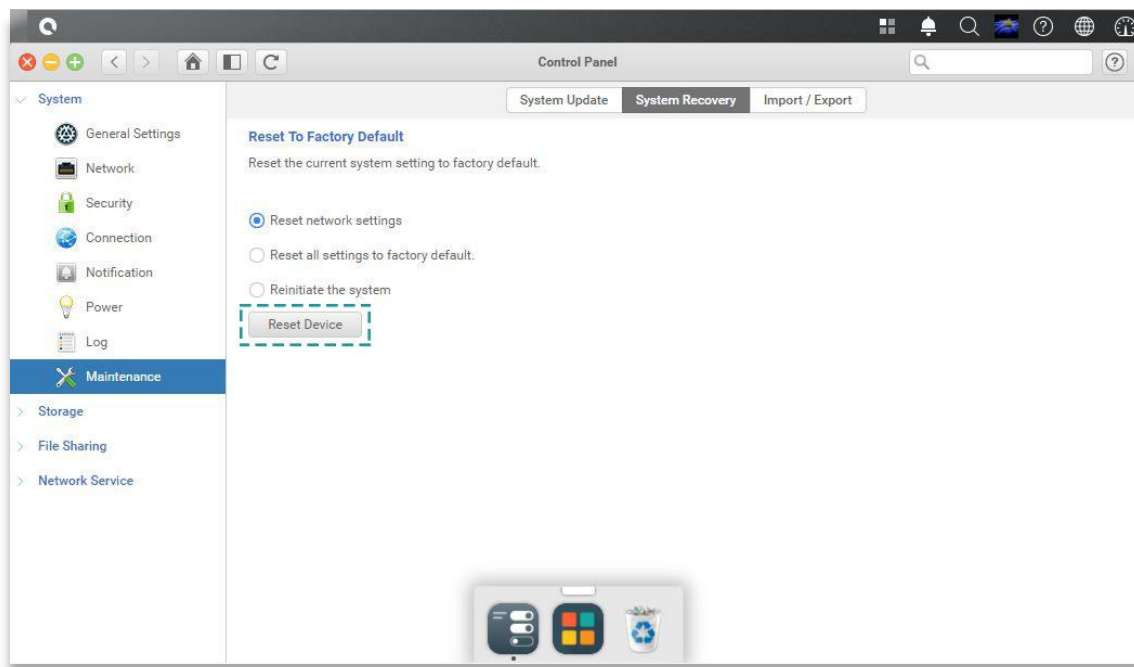 Control Panel
System
General Settings
Network
Security
Connection
Notification
Power
Log
Maintenance
Storage
File Sharing
Network Service
System Update
System Recovery
Import / Export
Reset To Factory Default
Reset the current system setting to factory default.
Reset network settings
Reset all settings to factory default.
Reinitiate the system
Reset Device